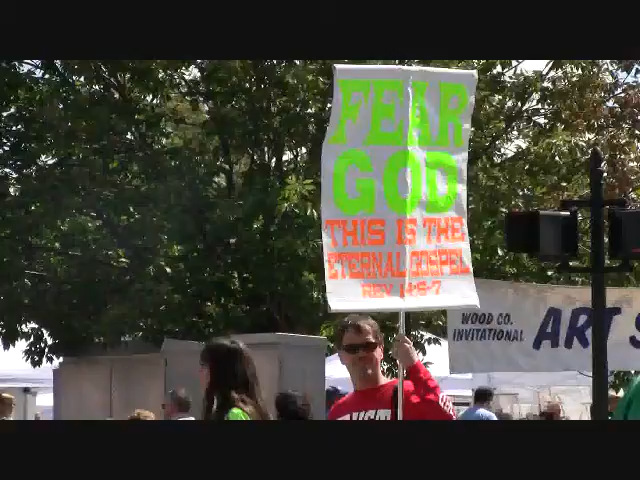 FEAR
GOD
THIS IS THE
ETERNAL GOSPEL
REV 14:6-7
WOOD CO.
INVITATIONAL
ART